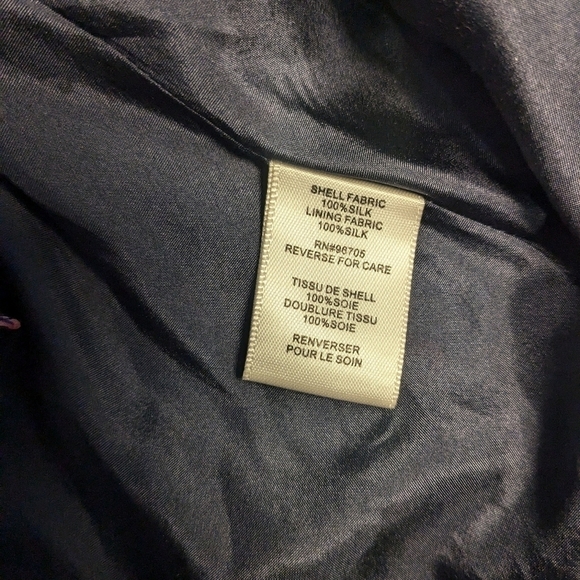 SHELL FABRIC
100%SILK
LINING FABRIC
100%SILK
RN#96705
REVERSE FOR CARE
TISSU DE SHELL
100%SOIE
DOUBLURE TISSU
100%SOIE
RENVERSER
POUR LE SOIN